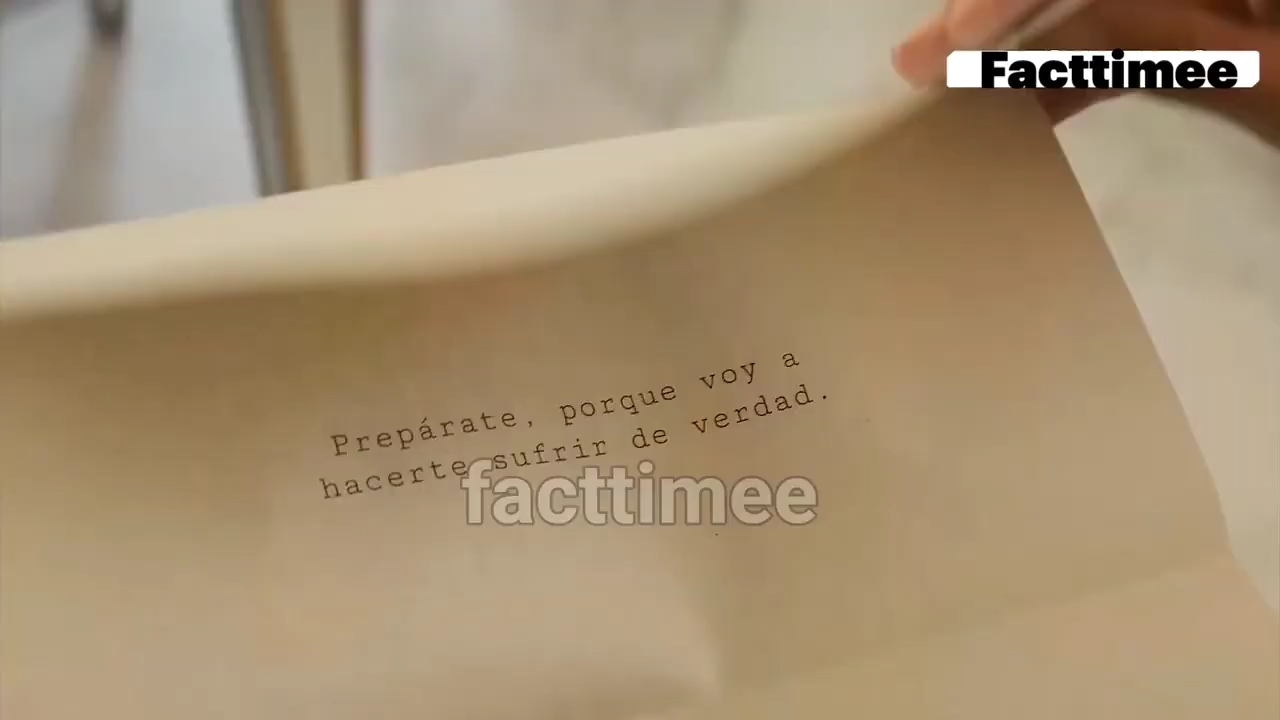 Facttimee
Prepárate, porque voy a
hacerte sufrir de verdad.
facttimee